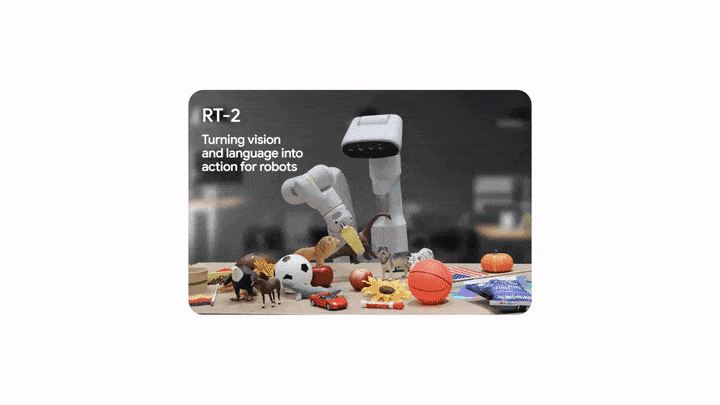 RT-2
Turning vision
and language into
action for robots